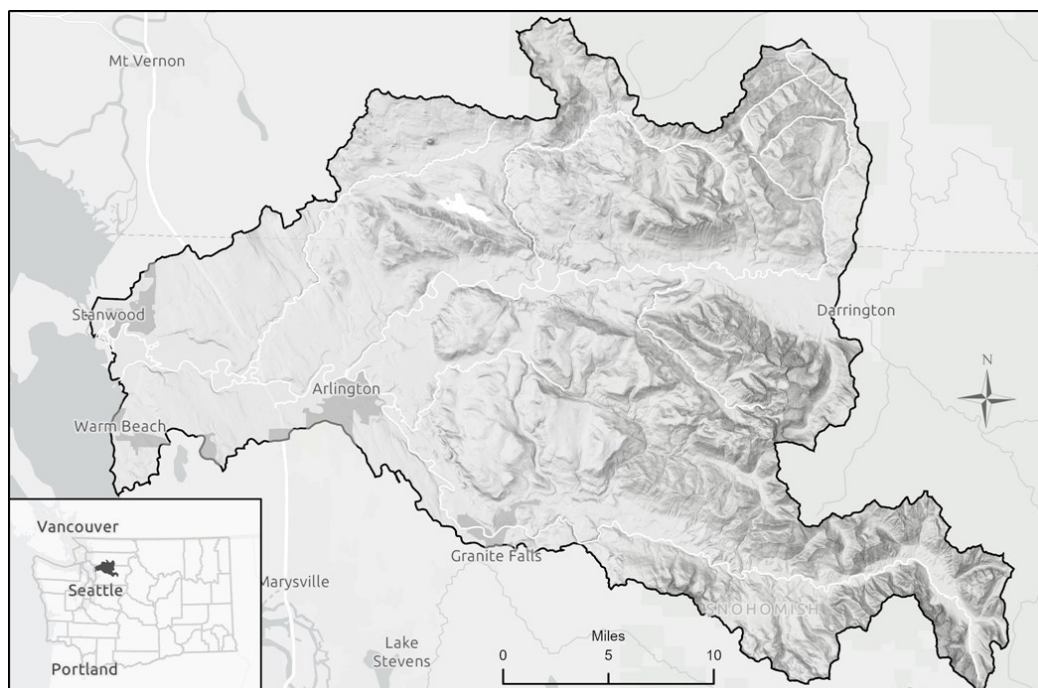 Mt Vernon
Stanwood
Darrington
N
Arlington
Warm Beach
Vancouver
Seattle
Portland
Granite Falls
Marysville
SNOHOMISH
Lake
Stevens
Miles
0 5 10